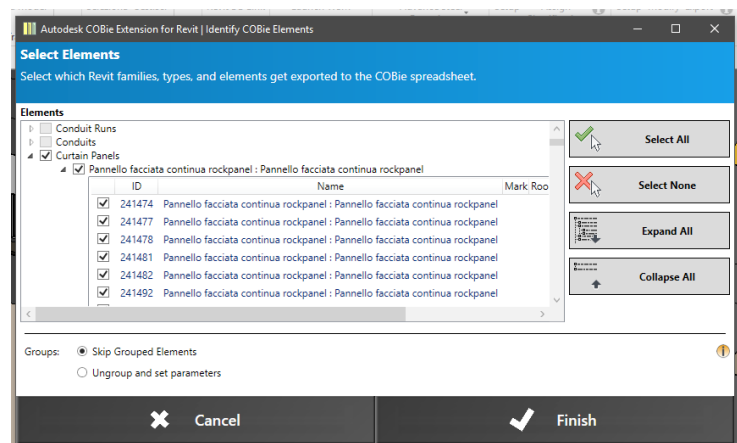 Autodesk COBie Extension for Revit | Identify COBie Elements
Select Elements
Select which Revit families, types, and elements get exported to the COBie spreadsheet.
Elements
Conduit Runs
Conduits
Curtain Panels
Pannello facciata continua rockpanel : Pannello facciata continua rockpanel
ID Name Mark Roo
241474 Pannello facciata continua rockpanel : Pannello facciata continua rockpanel
241477 Pannello facciata continua rockpanel : Pannello facciata continua rockpanel
241478 Pannello facciata continua rockpanel : Pannello facciata continua rockpanel
241481 Pannello facciata continua rockpanel : Pannello facciata continua rockpanel
241482 Pannello facciata continua rockpanel : Pannello facciata continua rockpanel
241492 Pannello facciata continua rockpanel : Pannello facciata continua rockpanel
Select All
Select None
Expand All
Collapse All
Groups: Skip Grouped Elements
Ungroup and set parameters
Cancel
Finish